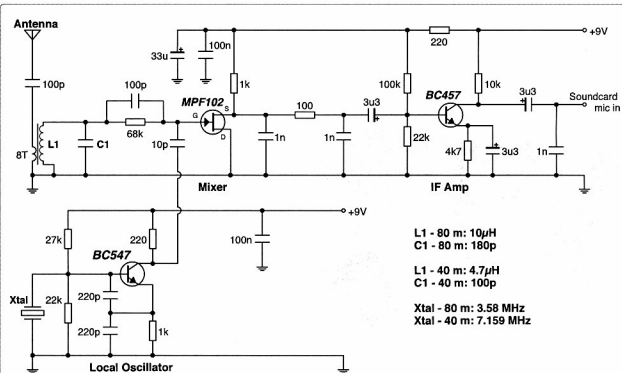 Antenna
100p
100p
33u
+
100n
MPF102
S
G
D
68k
10p
1k
100
1n
1n
3u3
+
100k
22k
BC457
220
+9V
10k
3u3
+
Soundcard
mic in
4k7
+
3u3
1n
8T
L1
C1
Mixer
IF Amp
+9V
27k
220
100n
BC547
Xtal
22k
220p
220p
1k
Local Oscillator
L1 - 80 m: 10µH
C1 - 80 m: 180p
L1 - 40 m: 4.7µH
C1 - 40 m: 100p
Xtal - 80 m: 3.58 MHz
Xtal - 40 m: 7.159 MHz